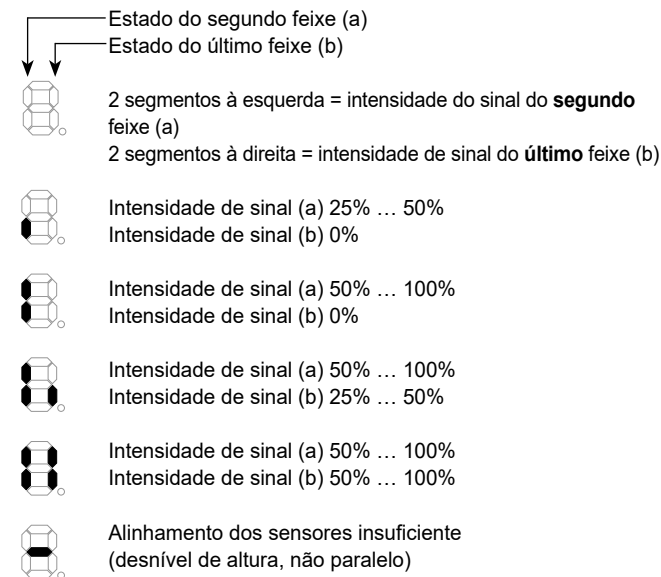 Estado do segundo feixe (a)
Estado do último feixe (b)
2 segmentos à esquerda = intensidade do sinal do segundo
feixe (a)
2 segmentos à direita = intensidade de sinal do último feixe (b)
Intensidade de sinal (a) 25% … 50%
Intensidade de sinal (b) 0%
Intensidade de sinal (a) 50% … 100%
Intensidade de sinal (b) 0%
Intensidade de sinal (a) 50% … 100%
Intensidade de sinal (b) 25% … 50%
Intensidade de sinal (a) 50% … 100%
Intensidade de sinal (b) 50% … 100%
Alinhamento dos sensores insuficiente
(desnível de altura, não paralelo)